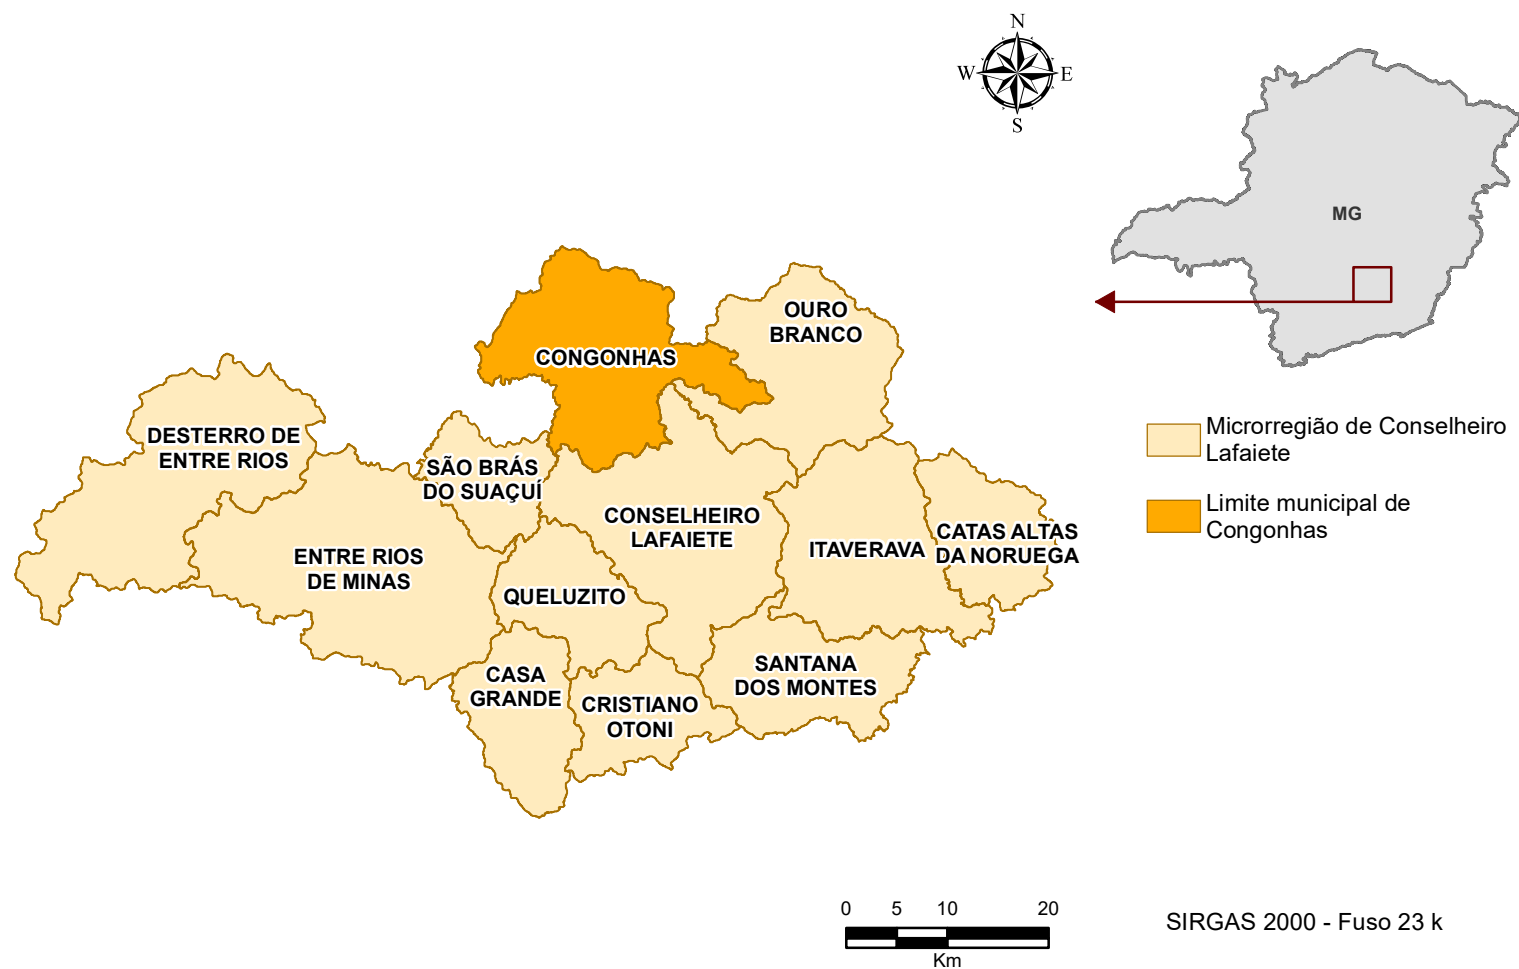 N
W
E
S
MG
OURO
BRANCO
CONGONHAS
DESTERRO DE
ENTRE RIOS
SÃO BRÁS
DO SUAÇUÍ
CONSELHEIRO
LAFAIETE
ITAVERAVA
CATAS ALTAS
DA NORUEGA
ENTRE RIOS
DE MINAS
QUELUZITO
SANTANA
DOS MONTES
CASA
GRANDE
CRISTIANO
OTONI
Microrregião de Conselheiro
Lafaiete
Limite municipal de
Congonhas
0 5 10 20
Km
SIRGAS 2000 - Fuso 23 k